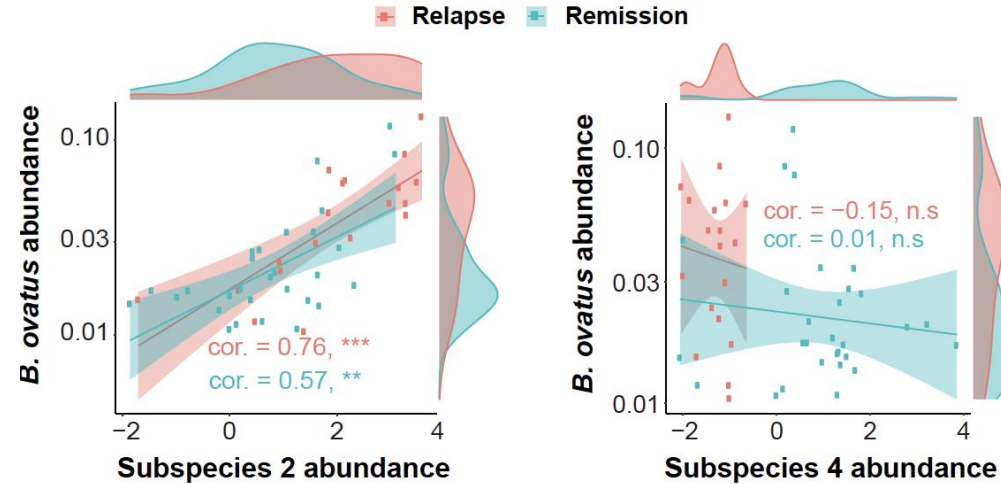 Relapse Remission
B. ovatus abundance
0.10
0.03
0.01
cor. = 0.76, ***
cor. = 0.57, **
−2 0 2 4
Subspecies 2 abundance
B. ovatus abundance
0.10
0.03
0.01
cor. = −0.15, n.s
cor. = 0.01, n.s
−2 0 2 4
Subspecies 4 abundance